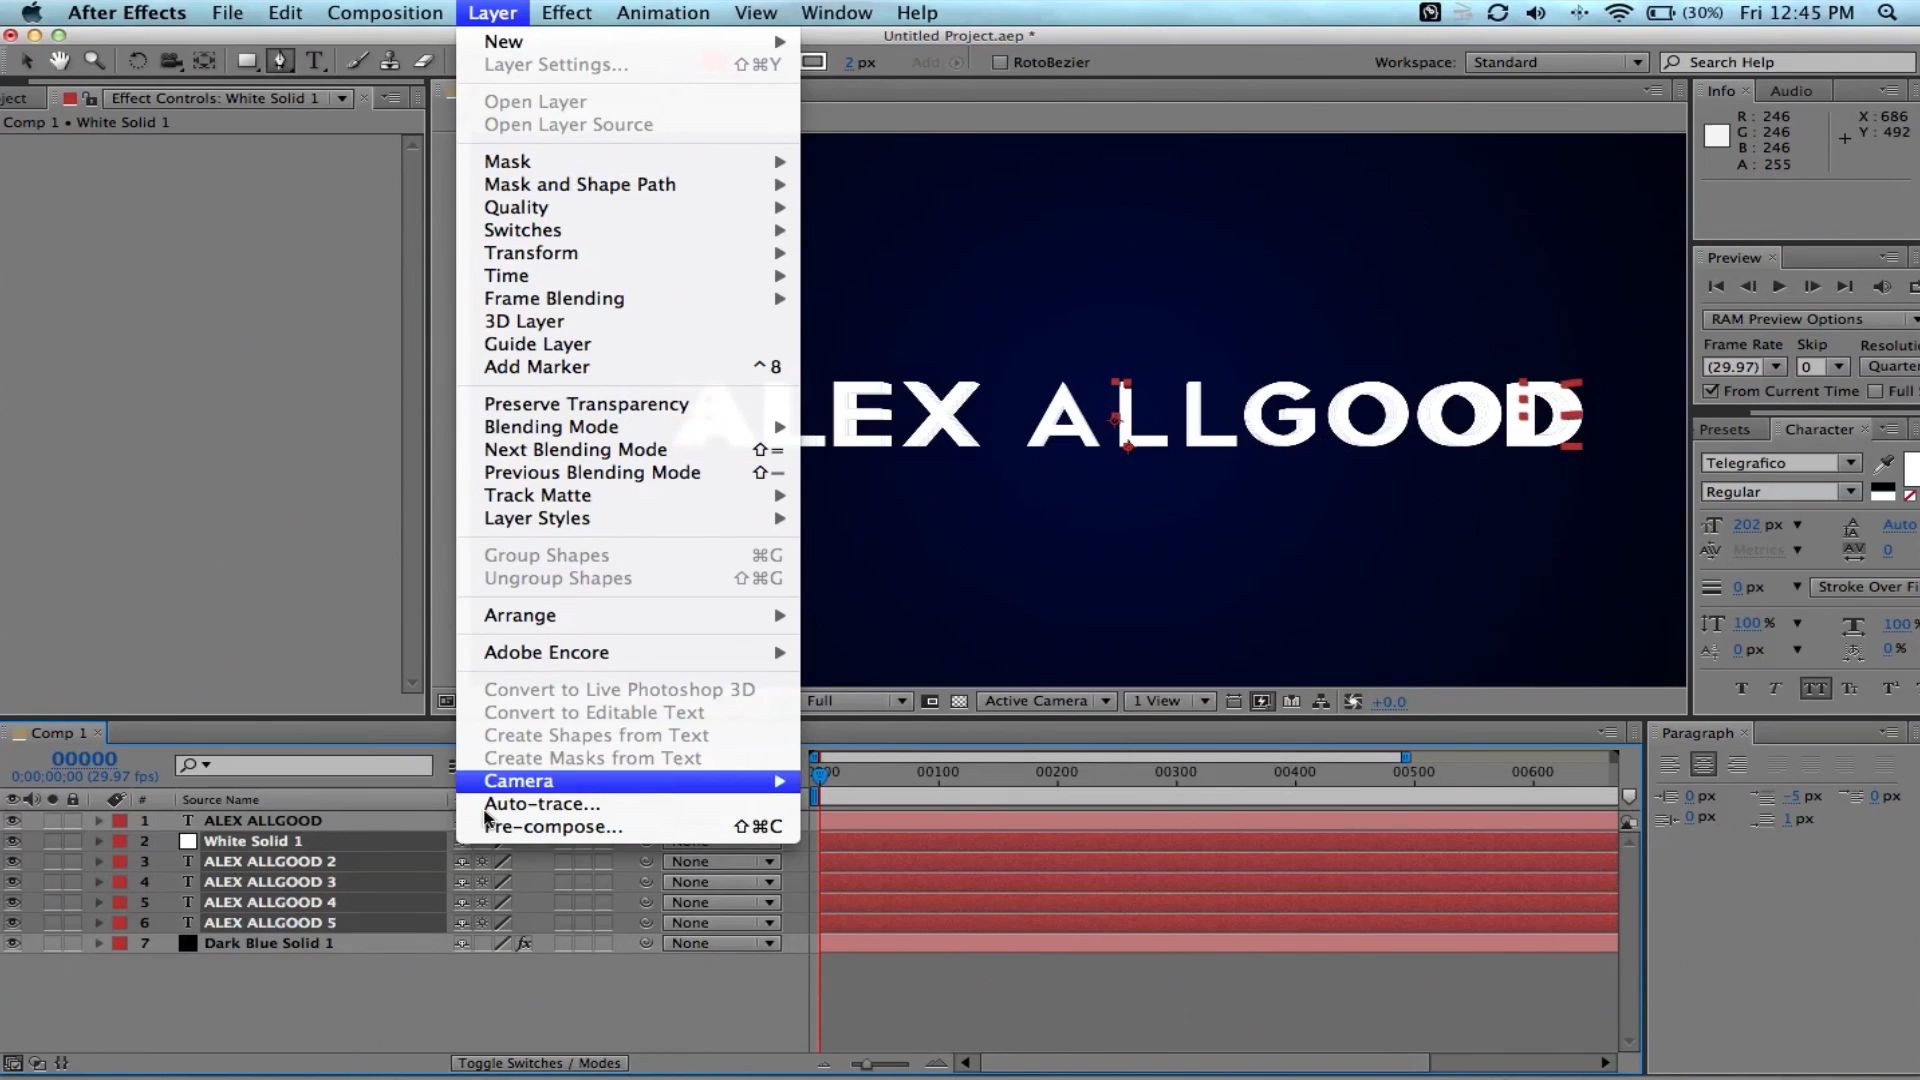 After Effects File Edit Composition Layer Effect Animation View Window Help (30%) Fri 12:45 PM
Untitled Project.aep *
2 px Add: RotoBezier Workspace: Standard Search Help
ject Effect Controls: White Solid 1
Comp 1 • White Solid 1
New
Layer Settings... ⇧⌘Y
Open Layer
Open Layer Source
Mask
Mask and Shape Path
Quality
Switches
Transform
Time
Frame Blending
3D Layer
Guide Layer
Add Marker ^ 8
Preserve Transparency
Blending Mode
Next Blending Mode ⇧=
Previous Blending Mode ⇧—
Track Matte
Layer Styles
Group Shapes ⌘G
Ungroup Shapes ⇧⌘G
Arrange
Adobe Encore
Convert to Live Photoshop 3D
Convert to Editable Text
Create Shapes from Text
Create Masks from Text
Camera
Auto-trace...
Pre-compose... ⇧⌘C
ALEX ALLGOOD
Full Active Camera 1 View +0.0
Info Audio
R: 246 X: 686
G: 246 Y: 492
B: 246
A: 255
Preview
RAM Preview Options
Frame Rate Skip Resoluti
(29.97) 0 Quarter
From Current Time Full
Presets Character
Telegrafico
Regular
202 px Auto
Metrics 0
0 px Stroke Over Fi
100 % 100 %
0 px 0 %
T T TT Tr T
Comp 1
00000
0;00;00;00 (29.97 fps)
# Source Name
00100 00200 00300 00400 00500 00600
1 T ALEX ALLGOOD
2 White Solid 1
3 T ALEX ALLGOOD 2 None
4 T ALEX ALLGOOD 3 None
5 T ALEX ALLGOOD 4 None
6 T ALEX ALLGOOD 5 None
7 Dark Blue Solid 1 fx None
Toggle Switches / Modes
Paragraph
0 px -5 px 0 px
0 px 1 px